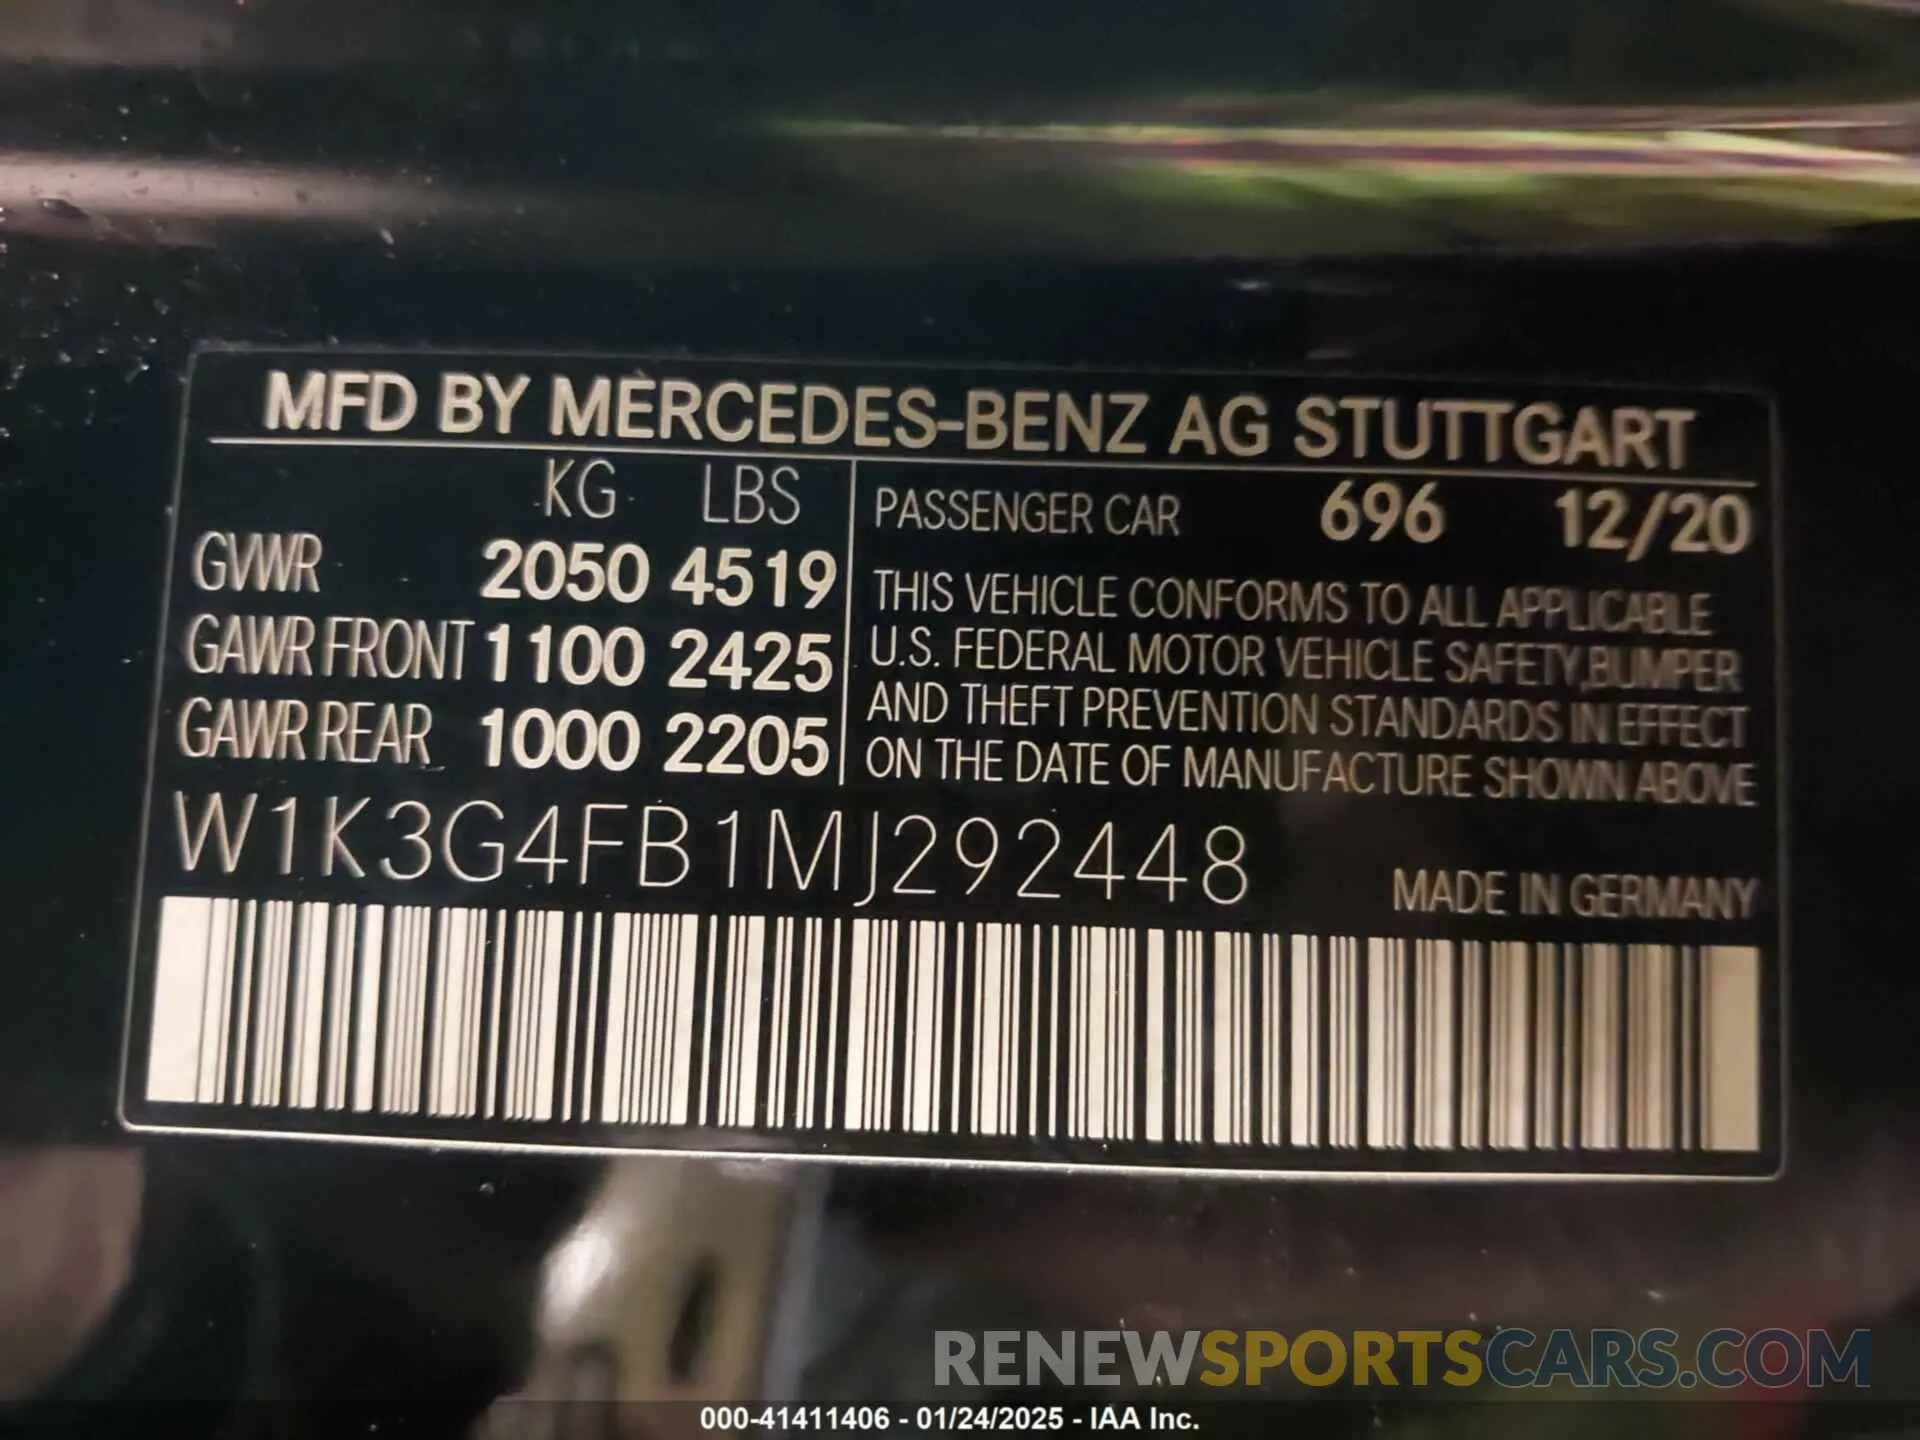 MFD BY MERCEDES-BENZ AG STUTTGART
KG LBS
GVWR 2050 4519
GAWR FRONT 1100 2425
GAWR REAR 1000 2205
PASSENGER CAR 696 12/20
THIS VEHICLE CONFORMS TO ALL APPLICABLE
U.S. FEDERAL MOTOR VEHICLE SAFETY,BUMPER
AND THEFT PREVENTION STANDARDS IN EFFECT
ON THE DATE OF MANUFACTURE SHOWN ABOVE
W1K3G4FB1MJ292448
MADE IN GERMANY
RENEWSPORTSCARS.COM
000-41411406 - 01/24/2025 - IAA Inc.